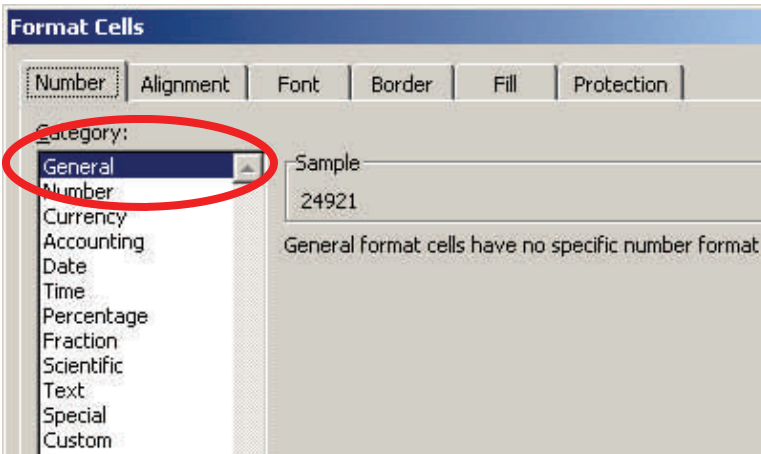 Format Cells
Number Alignment Font Border Fill Protection
Category:
General
Number
Currency
Accounting
Date
Time
Percentage
Fraction
Scientific
Text
Special
Custom
Sample
24921
General format cells have no specific number format